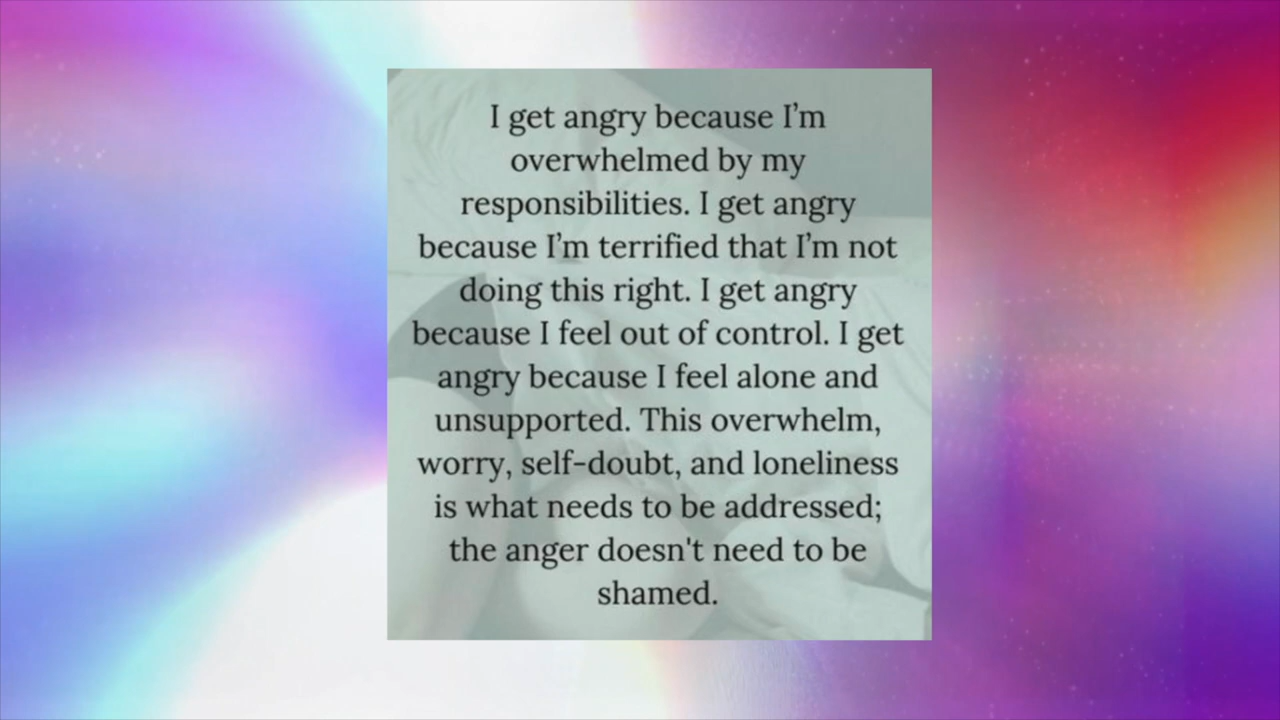 I get angry because I’m
overwhelmed by my
responsibilities. I get angry
because I’m terrified that I’m not
doing this right. I get angry
because I feel out of control. I get
angry because I feel alone and
unsupported. This overwhelm,
worry, self-doubt, and loneliness
is what needs to be addressed;
the anger doesn't need to be
shamed.